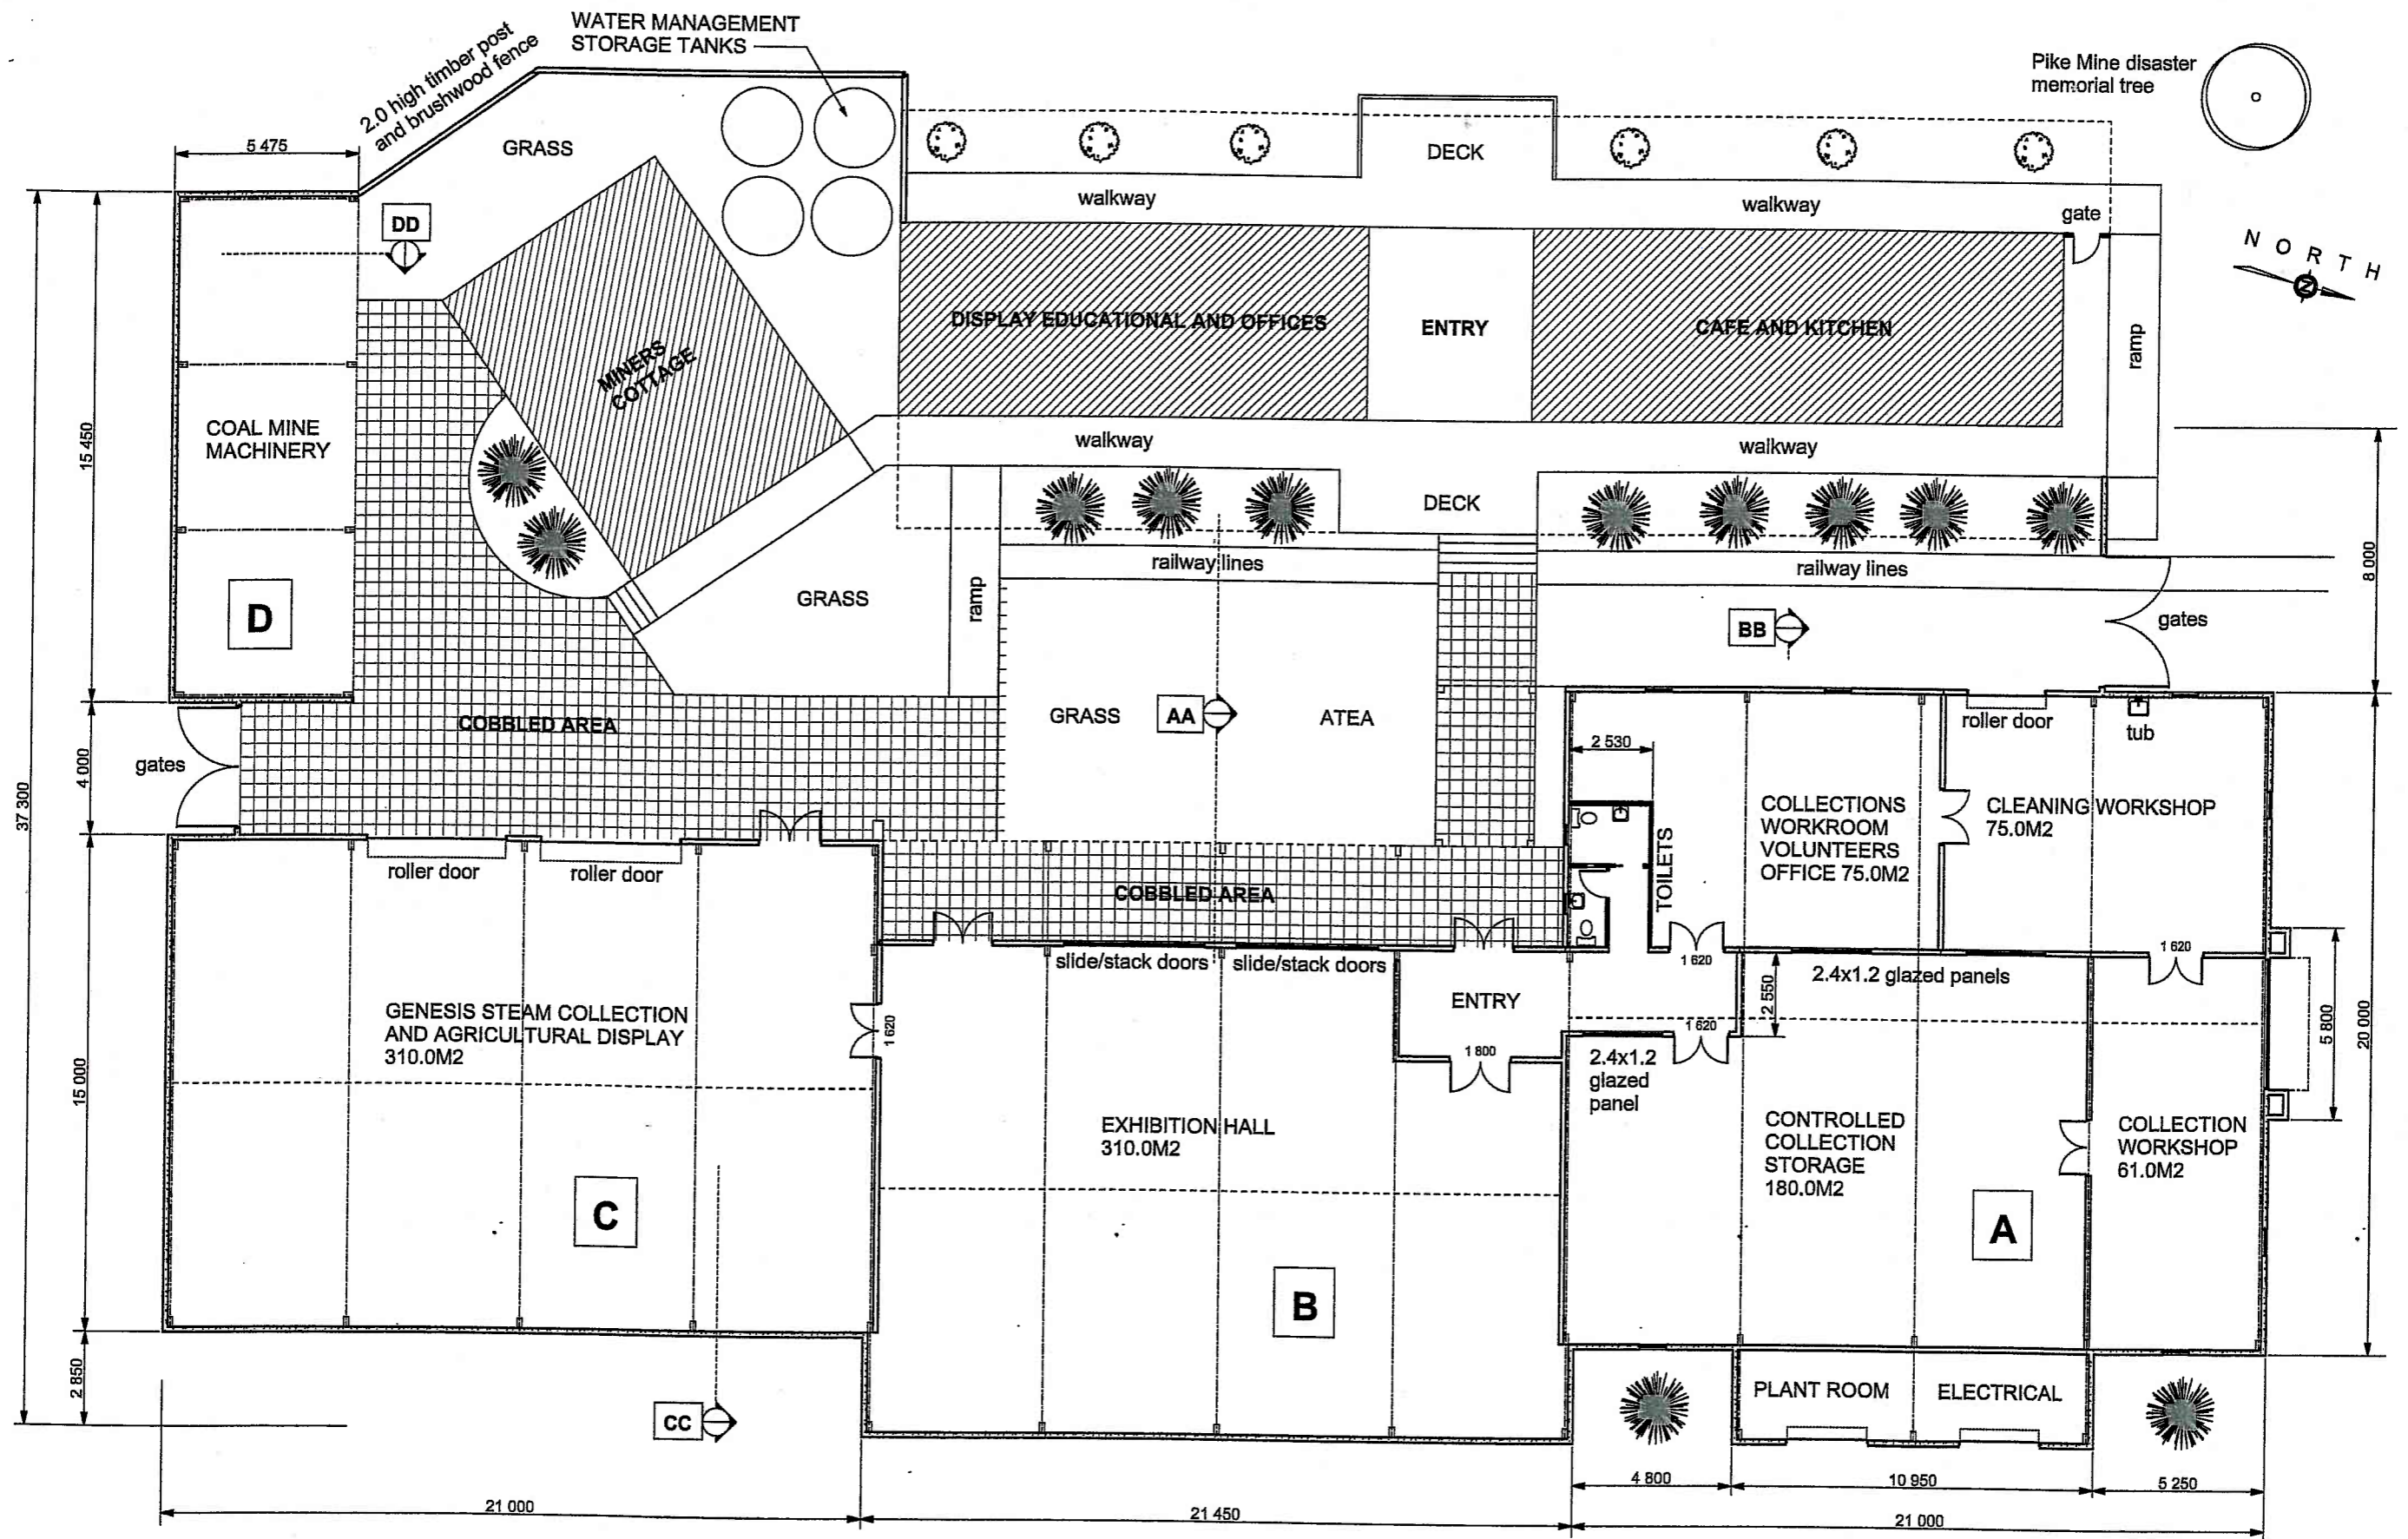 WATER MANAGEMENT
STORAGE TANKS
2.0 high timber post
and brushwood fence
Pike Mine disaster
memorial tree
5 475
GRASS
DECK
walkway
walkway
gate
NORTH
N
DD
DISPLAY EDUCATIONAL AND OFFICES
ENTRY
CAFE AND KITCHEN
ramp
MINERS
COTTAGE
COAL MINE
MACHINERY
15 450
walkway
walkway
DECK
D
GRASS
ramp
railway lines
railway lines
8 000
BB
gates
COBBLED AREA
GRASS
AA
ATEA
gates
4 000
37 300
2 530
roller door
tub
COLLECTIONS
WORKROOM
VOLUNTEERS
OFFICE 75.0M2
CLEANING WORKSHOP
75.0M2
TOILETS
roller door
roller door
COBBLED AREA
slide/stack doors
slide/stack doors
1 620
1 620
2.4x1.2 glazed panels
2 550
ENTRY
1 620
1 620
1 800
GENESIS STEAM COLLECTION
AND AGRICULTURAL DISPLAY
310.0M2
2.4x1.2
glazed
panel
5 800
20 000
15 000
EXHIBITION HALL
310.0M2
CONTROLLED
COLLECTION
STORAGE
180.0M2
COLLECTION
WORKSHOP
61.0M2
C
A
B
2 850
CC
PLANT ROOM
ELECTRICAL
4 800
10 950
5 250
21 000
21 450
21 000